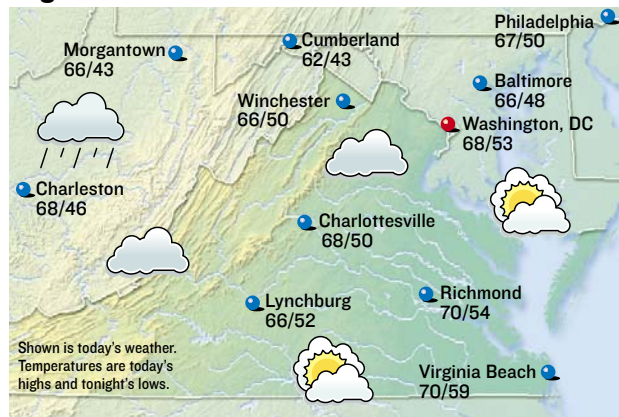 Philadelphia
67/50
Morgantown
66/43
Cumberland
62/43
Baltimore
66/48
Winchester
66/50
Washington, DC
68/53
Charleston
68/46
Charlottesville
68/50
Lynchburg
66/52
Richmond
70/54
Shown is today's weather.
Temperatures are today's
highs and tonight's lows.
Virginia Beach
70/59